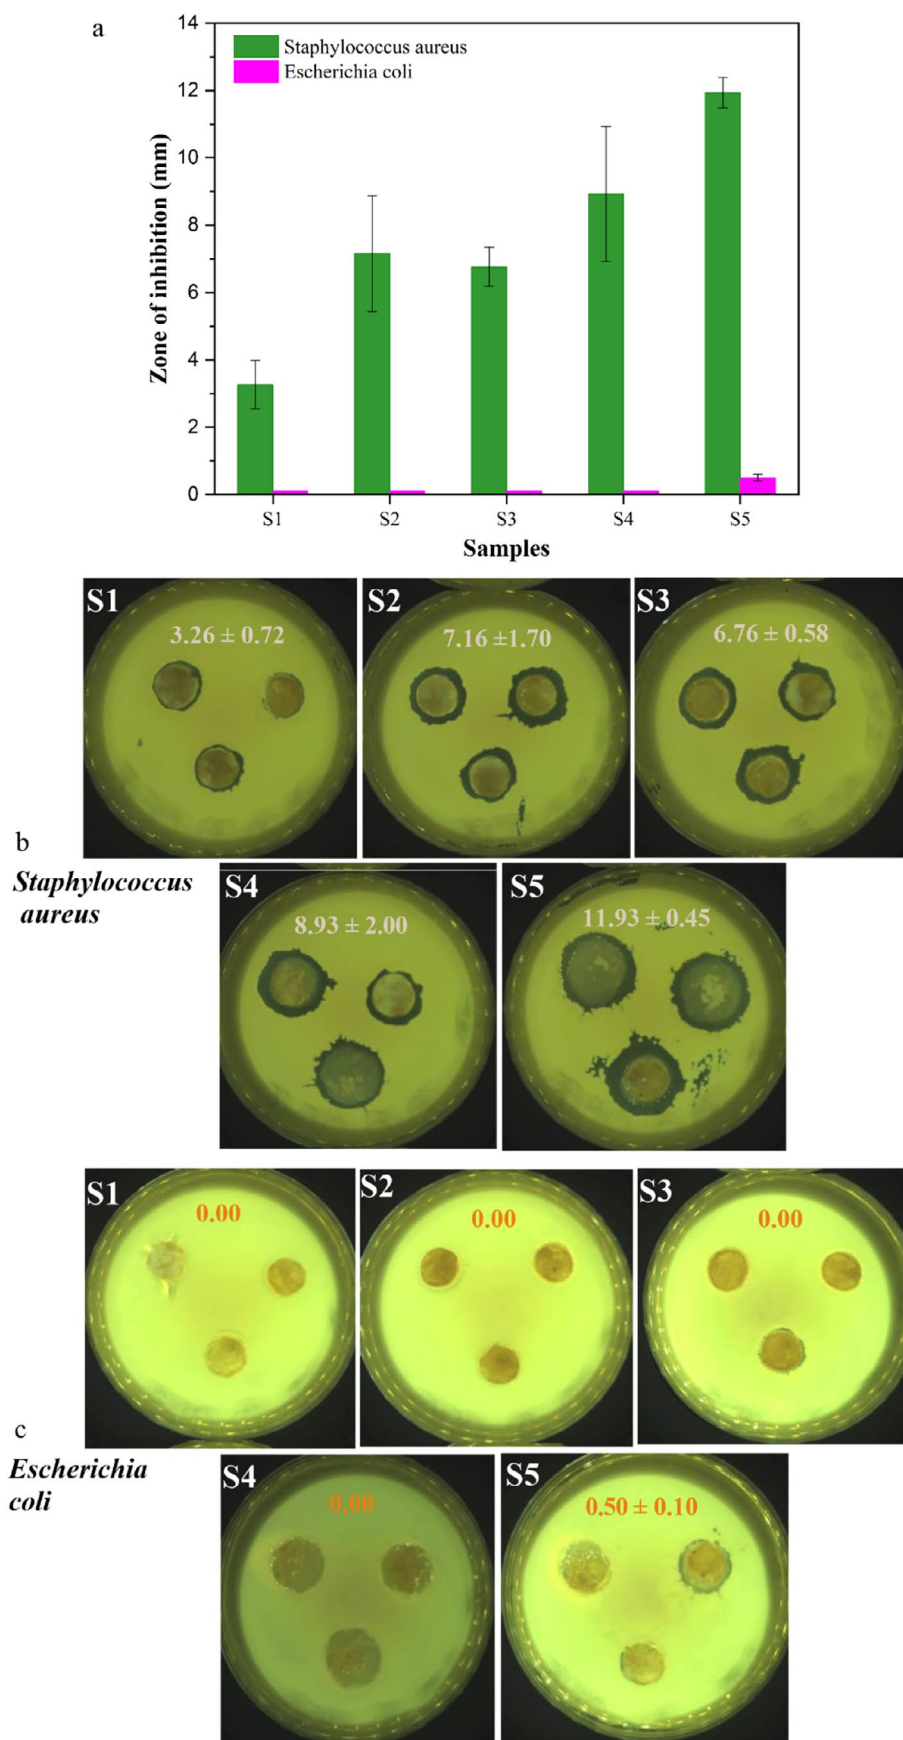 a
14
12
10
8
6
4
2
0
Zone of inhibition (mm)
Staphylococcus aureus
Escherichia coli
S1 S2 S3 S4 S5
Samples
S1
3.26 ± 0.72
S2
7.16 ±1.70
S3
6.76 ± 0.58
b
Staphylococcus
aureus
S4
8.93 ± 2.00
S5
11.93 ± 0.45
S1
0.00
S2
0.00
S3
0.00
c
Escherichia
coli
S4
0.00
S5
0.50 ± 0.10